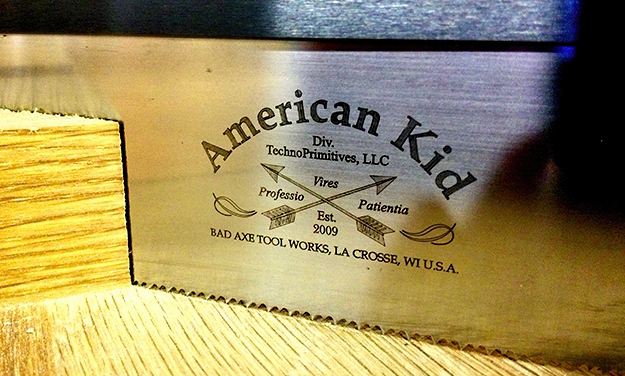 American Kid
Div.
TechnoPrimitives, LLC
Vires
Professio
Patientia
Est.
2009
BAD AXE TOOL WORKS, LA CROSSE, WI U.S.A.